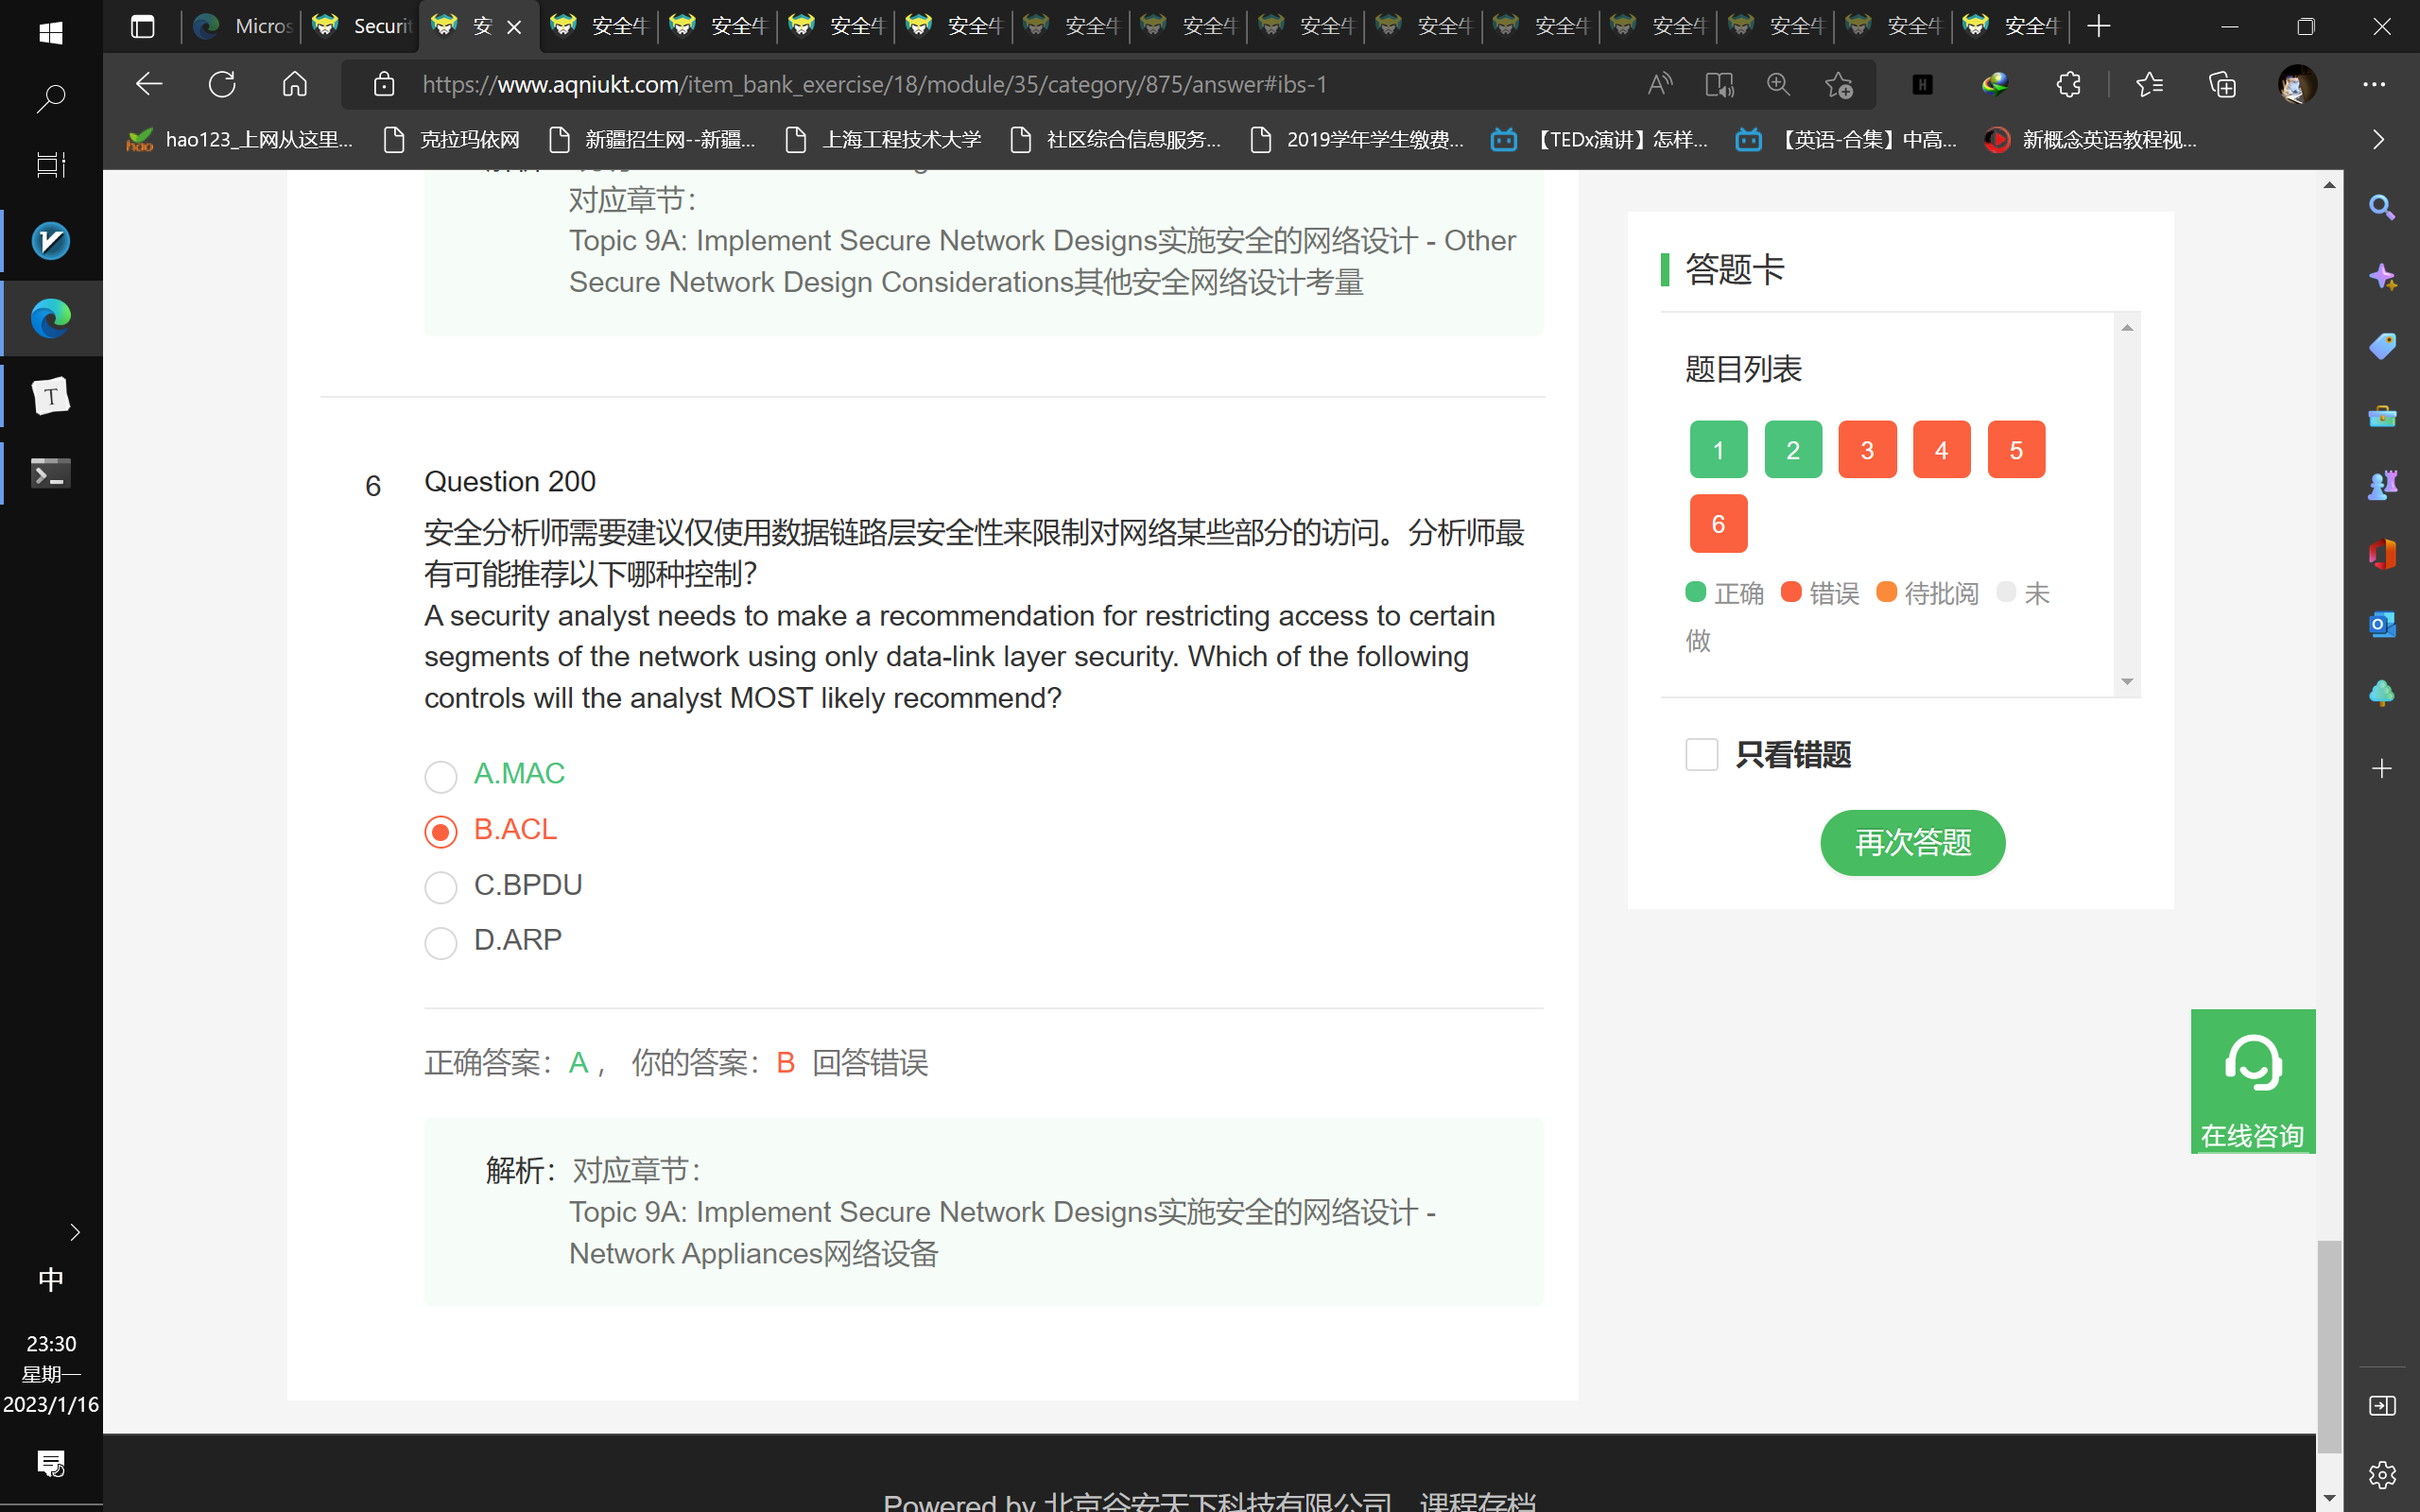 Micros
Securit
安
安全牛
安全牛
安全牛
安全牛
安全牛
安全牛
安全牛
安全牛
安全牛
安全牛
安全牛
安全牛
安全牛
https://www.aqniukt.com/item_bank_exercise/18/module/35/category/875/answer#ibs-1
hao123_上网从这里...
克拉玛依网
新疆招生网--新疆...
上海工程技术大学
社区综合信息服务...
2019学年学生缴费...
【TEDx演讲】怎样...
【英语-合集】中高...
新概念英语教程视...
对应章节：
Topic 9A: Implement Secure Network Designs实施安全的网络设计 - Other
Secure Network Design Considerations其他安全网络设计考量
6
Question 200
安全分析师需要建议仅使用数据链路层安全性来限制对网络某些部分的访问。分析师最
有可能推荐以下哪种控制？
A security analyst needs to make a recommendation for restricting access to certain
segments of the network using only data-link layer security. Which of the following
controls will the analyst MOST likely recommend?
A.MAC
B.ACL
C.BPDU
D.ARP
正确答案：A， 你的答案：B 回答错误
解析：对应章节：
Topic 9A: Implement Secure Network Designs实施安全的网络设计 -
Network Appliances网络设备
答题卡
题目列表
1 2 3 4 5
6
正确 错误 待批阅 未
做
只看错题
再次答题
在线咨询
中
23:30
星期一
2023/1/16
Powered by 北京谷安天下科技有限公司 课程存档